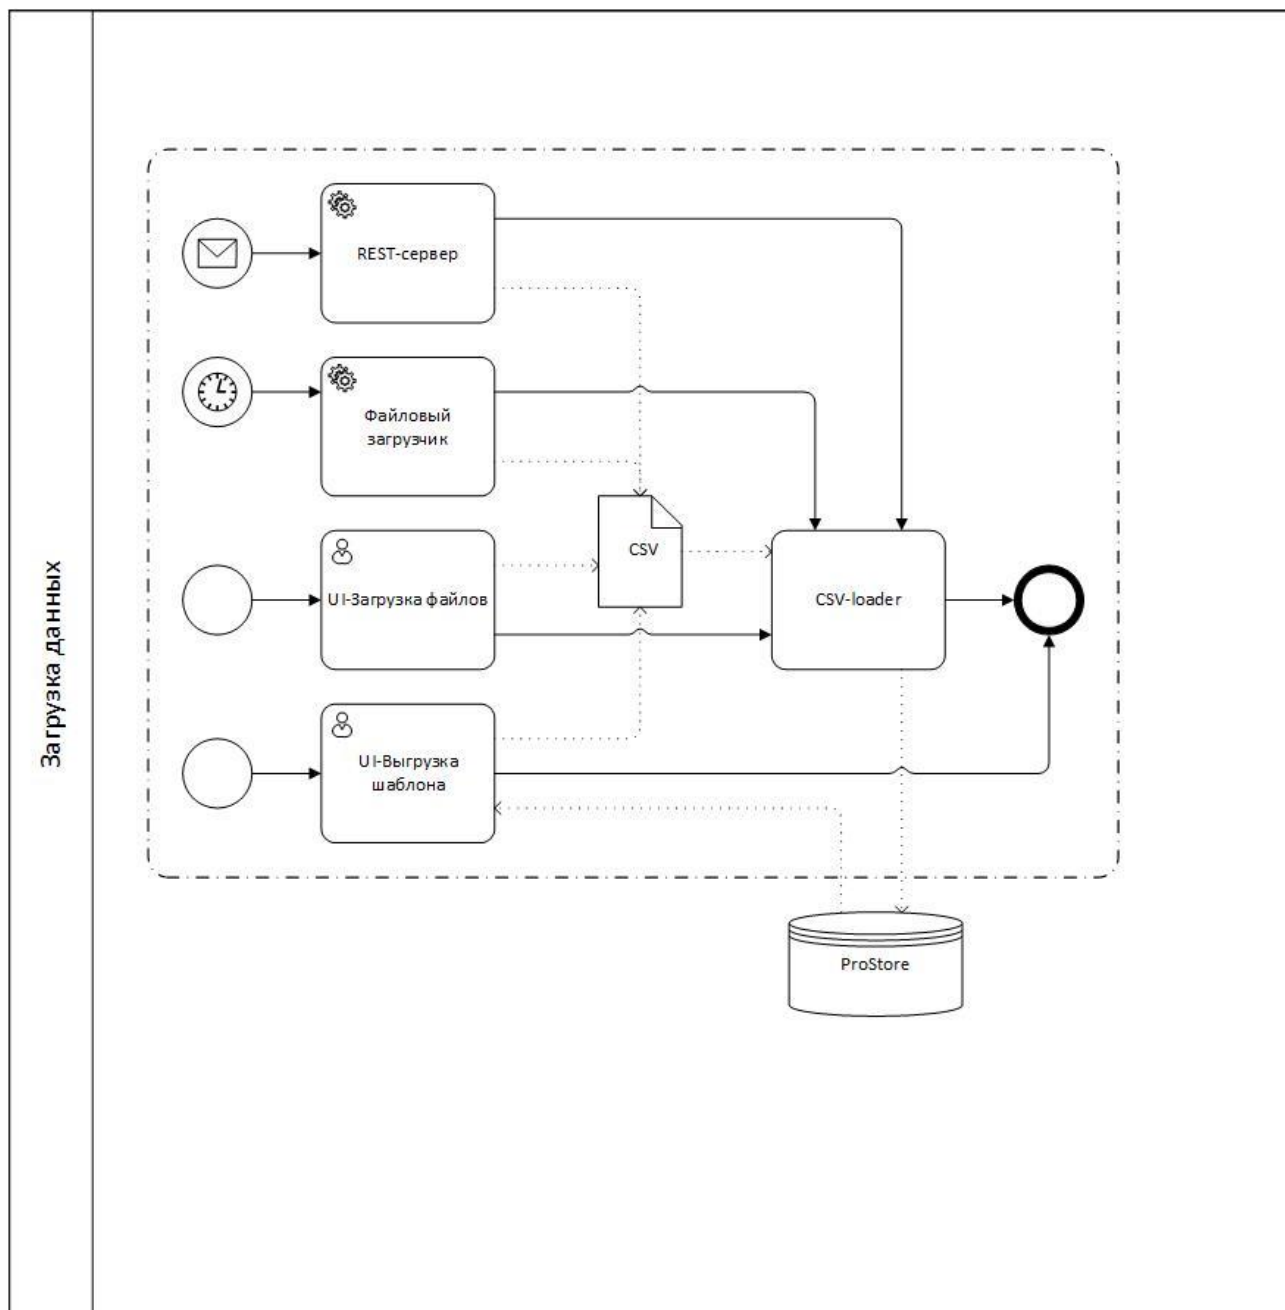 Загрузка данных
REST-сервер
Файловый
загрузчик
CSV
UI-Загрузка файлов
CSV-loader
UI-Выгрузка
шаблона
ProStore